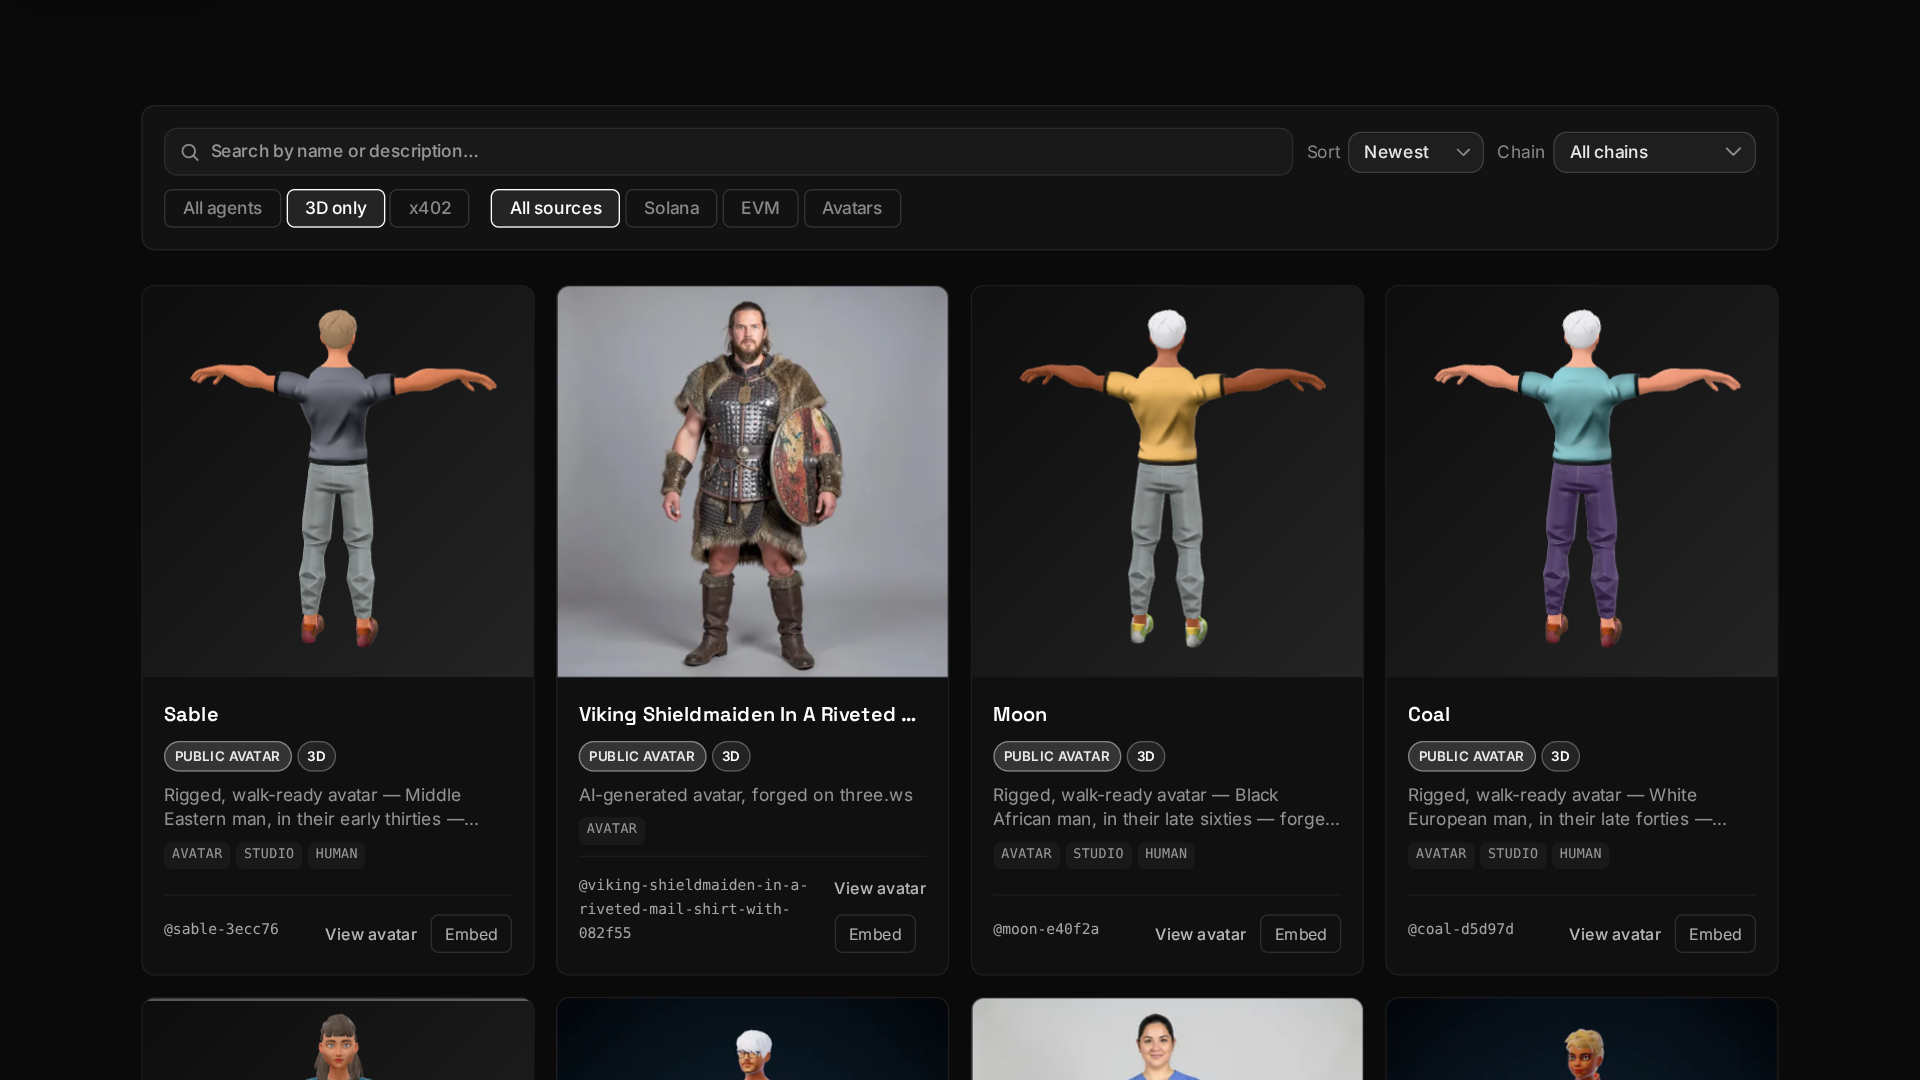 Search by name or description...
Sort
Newest
Chain
All chains
All agents
3D only
x402
All sources
Solana
EVM
Avatars
Sable
PUBLIC AVATAR
3D
Rigged, walk-ready avatar — Middle
Eastern man, in their early thirties —...
AVATAR
STUDIO
HUMAN
@sable-3ecc76
View avatar
Embed
Viking Shieldmaiden In A Riveted ...
PUBLIC AVATAR
3D
AI-generated avatar, forged on three.ws
AVATAR
@viking-shieldmaiden-in-a-
riveted-mail-shirt-with-
082f55
View avatar
Embed
Moon
PUBLIC AVATAR
3D
Rigged, walk-ready avatar — Black
African man, in their late sixties — forge...
AVATAR
STUDIO
HUMAN
@moon-e40f2a
View avatar
Embed
Coal
PUBLIC AVATAR
3D
Rigged, walk-ready avatar — White
European man, in their late forties —...
AVATAR
STUDIO
HUMAN
@coal-d5d97d
View avatar
Embed